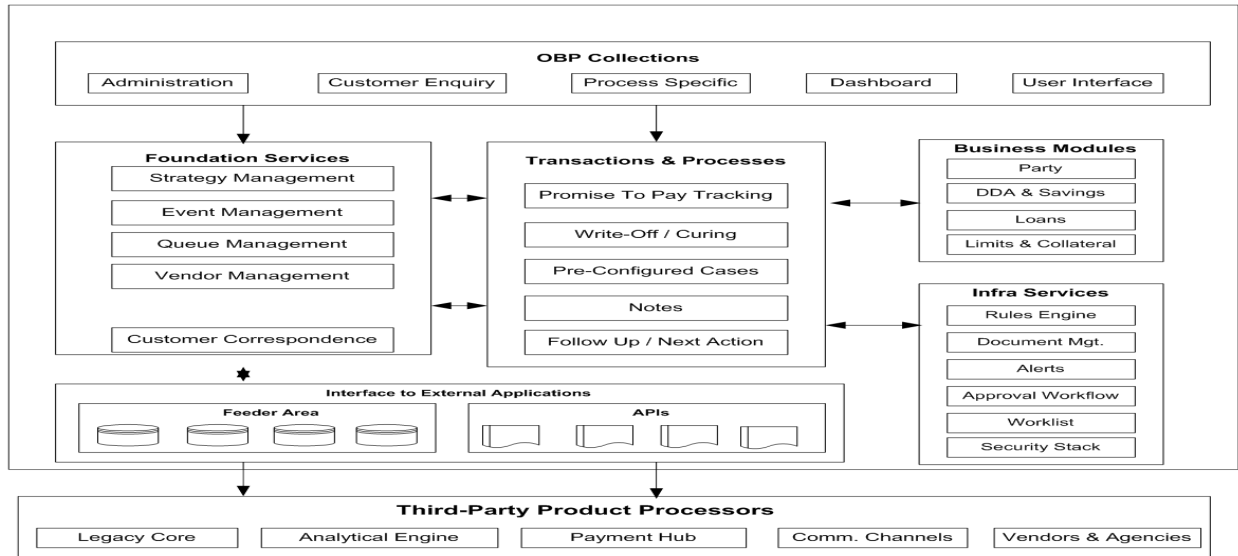 OBP Collections
Administration
Customer Enquiry
Process Specific
Dashboard
User Interface
Foundation Services
Strategy Management
Event Management
Queue Management
Vendor Management
Customer Correspondence
Transactions & Processes
Promise To Pay Tracking
Write-Off / Curing
Pre-Configured Cases
Notes
Follow Up / Next Action
Business Modules
Party
DDA & Savings
Loans
Limits & Collateral
Infra Services
Rules Engine
Document Mgt.
Alerts
Approval Workflow
Worklist
Security Stack
Interface to External Applications
Feeder Area
APIs
Third-Party Product Processors
Legacy Core
Analytical Engine
Payment Hub
Comm. Channels
Vendors & Agencies